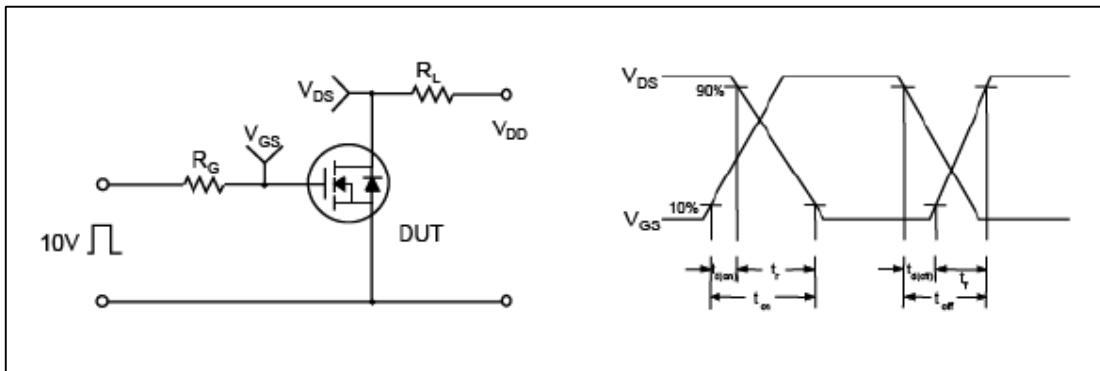 V_DS
R_L
V_DD
V_GS
R_G
10V
DUT
V_DS
90%
10%
V_GS
t_d(on)
t_r
t_on
t_d(off)
t_f
t_off